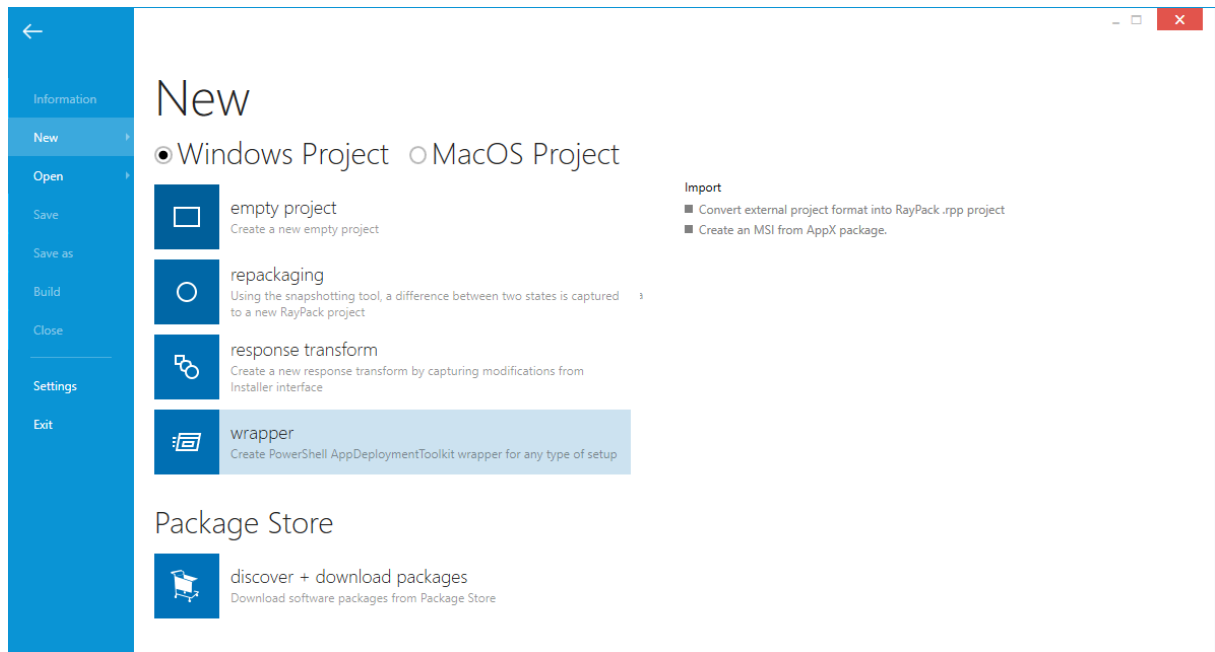 Information
New
Open
Save
Save as
Build
Close
Settings
Exit
New
Windows Project MacOS Project
empty project
Create a new empty project
repackaging
Using the snapshotting tool, a difference between two states is captured
to a new RayPack project
response transform
Create a new response transform by capturing modifications from
Installer interface
wrapper
Create PowerShell AppDeploymentToolkit wrapper for any type of setup
Package Store
discover + download packages
Download software packages from Package Store
Import
Convert external project format into RayPack .rpp project
Create an MSI from AppX package.